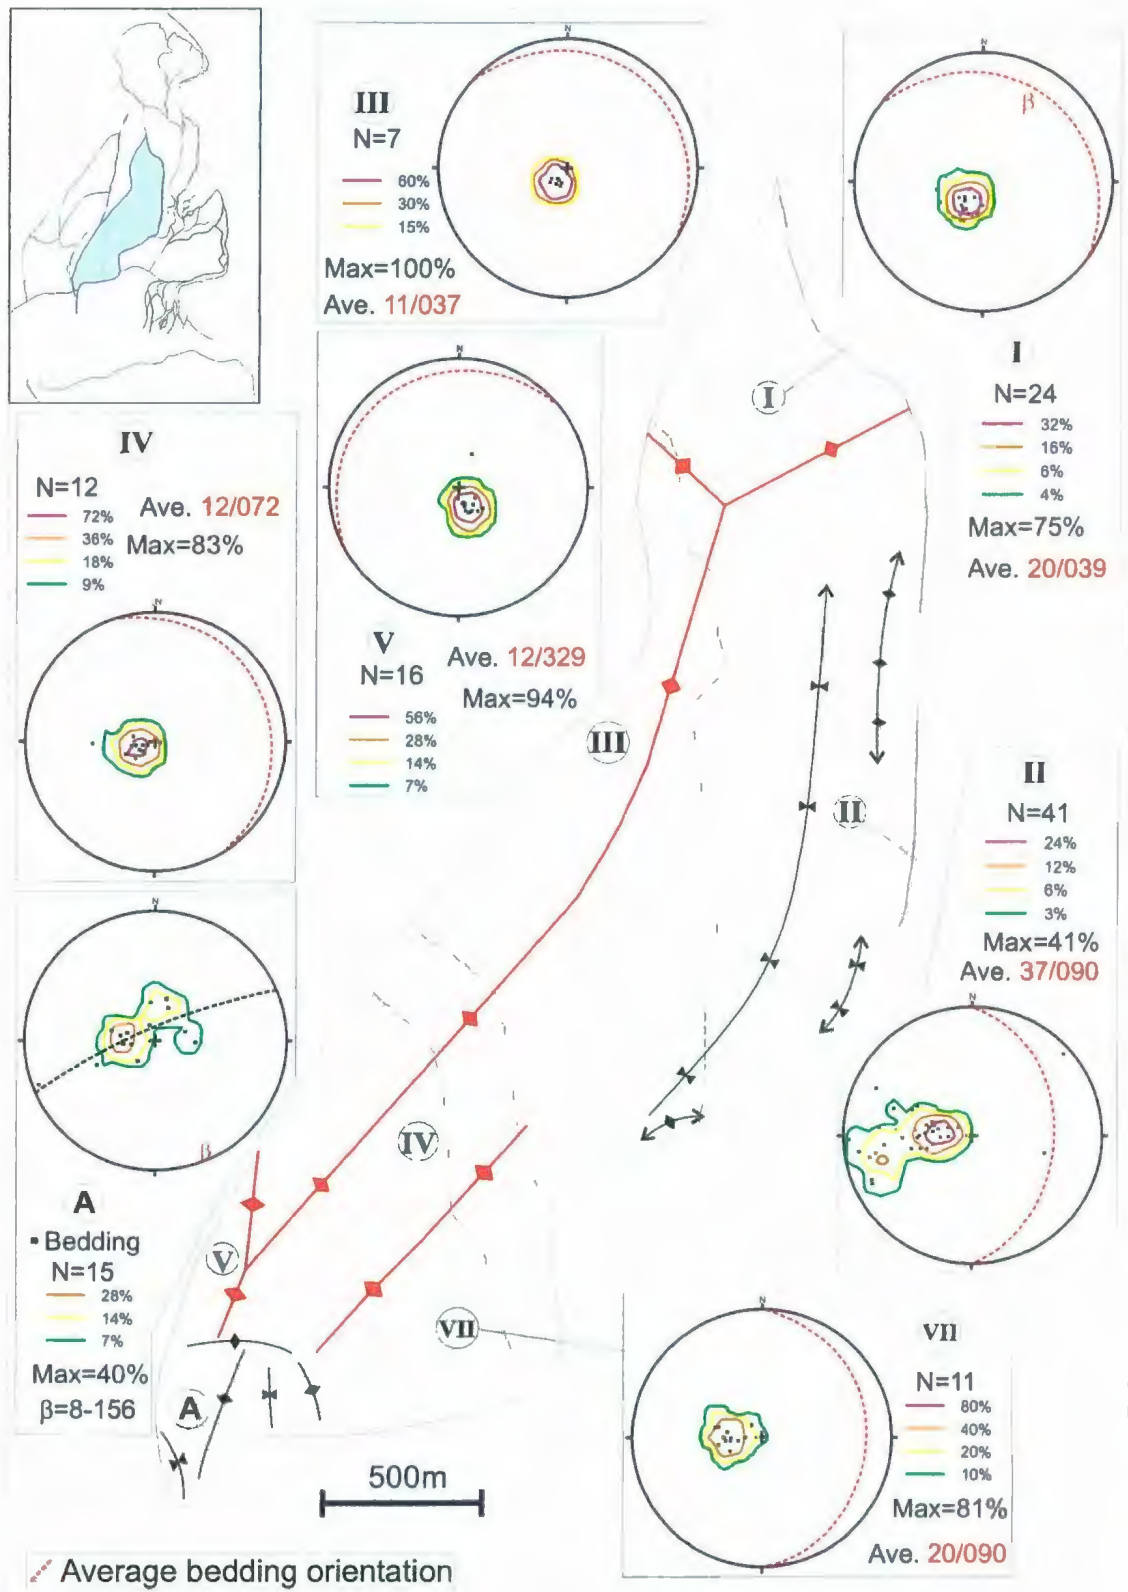 III
N=7
60%
30%
15%
Max=100%
Ave. 11/037
N
N
β
I
N=24
32%
16%
6%
4%
Max=75%
Ave. 20/039
IV
N=12
Ave. 12/072
72%
36%
18%
9%
Max=83%
N
N
V
N=16
Ave. 12/329
Max=94%
56%
28%
14%
7%
I
III
II
II
N=41
24%
12%
6%
3%
Max=41%
Ave. 37/090
N
β
A
Bedding
N=15
28%
14%
7%
Max=40%
β=8-156
IV
V
VII
A
500m
N
VII
N=11
80%
40%
20%
10%
Max=81%
Ave. 20/090
Average bedding orientation